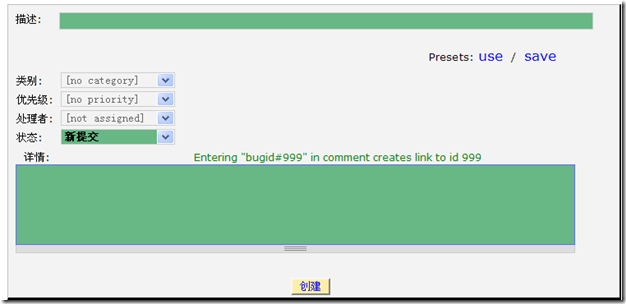 描述:
Presets: use / save
类别: [no category]
优先级: [no priority]
处理者: [not assigned]
状态: 新提交
详情: Entering "bugid#999" in comment creates link to id 999
创建